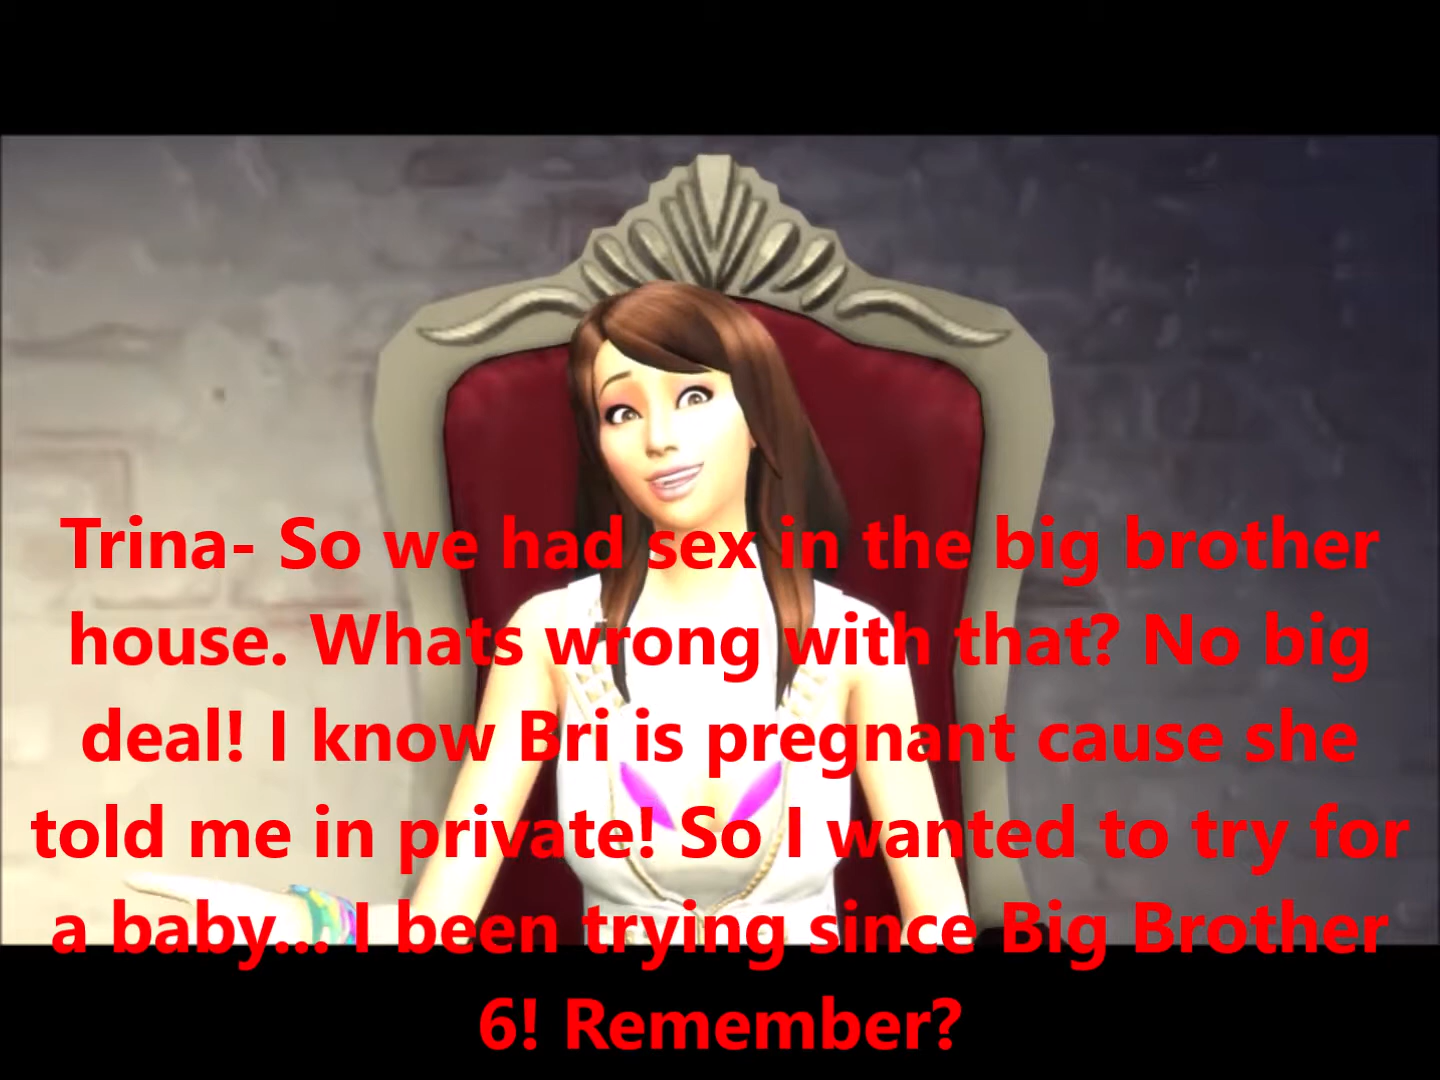 Trina- So we had sex in the big brother
house. Whats wrong with that? No big
deal! I know Bri is pregnant cause she
told me in private! So I wanted to try for
a baby... I been trying since Big Brother
6! Remember?